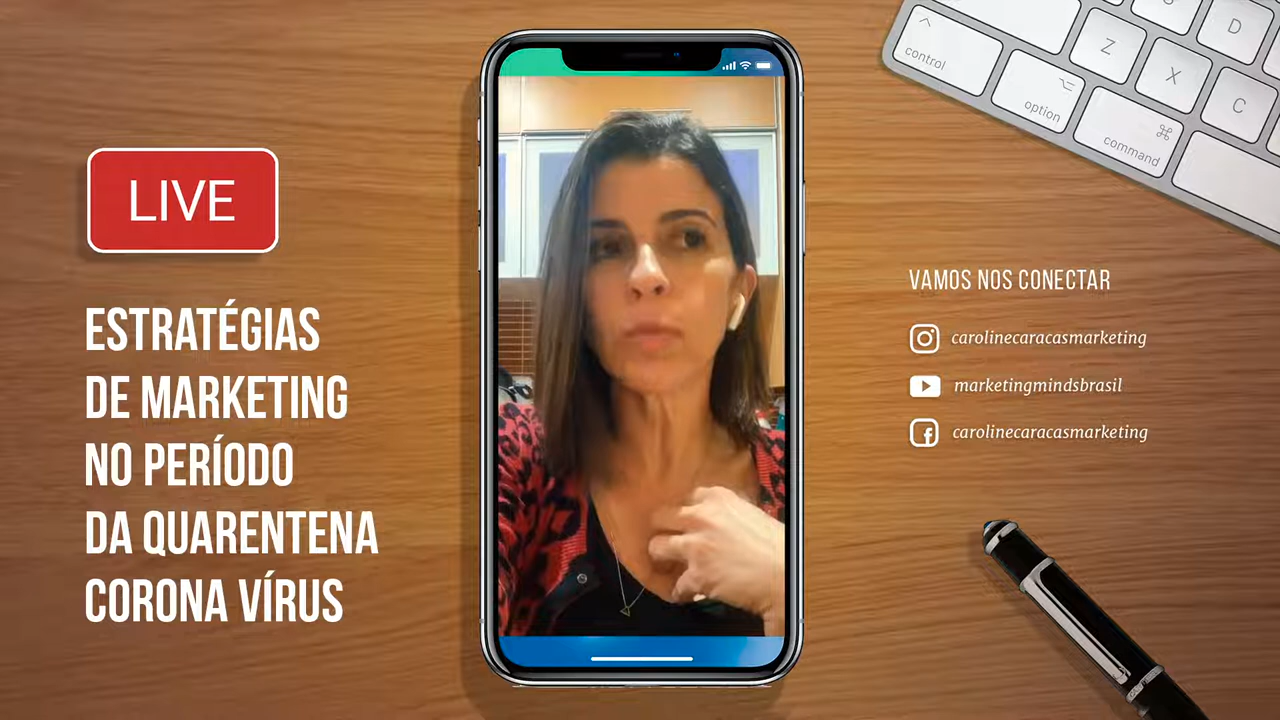 LIVE
ESTRATÉGIAS
DE MARKETING
NO PERÍODO
DA QUARENTENA
CORONA VÍRUS
VAMOS NOS CONECTAR
carolinecaracasmarketing
marketingmindsbrasil
carolinecaracasmarketing
control
option
command
Z
X
C
S
D